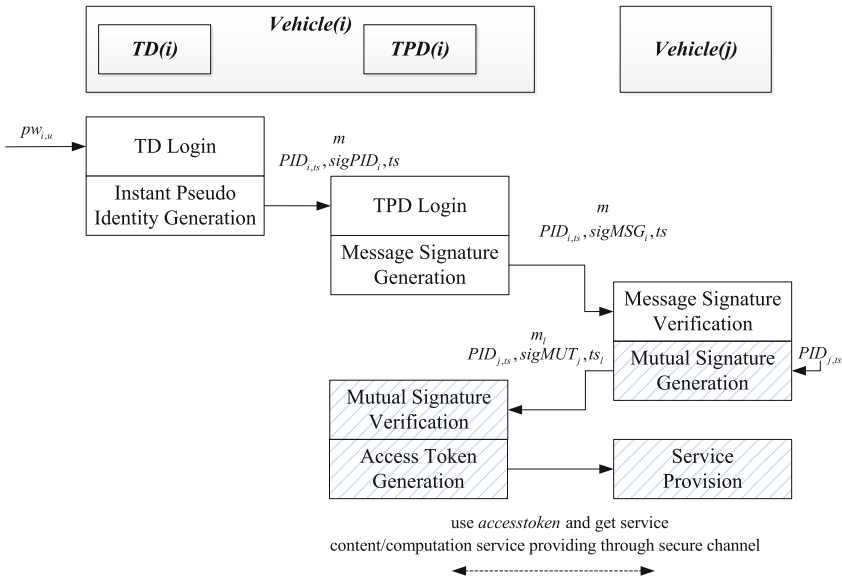 Vehicle(i)
TD(i)
TPD(i)
Vehicle(j)
pw_{i,u}
TD Login
Instant Pseudo
Identity Generation
m
PID_{i,ts}, sigPID_i, ts
TPD Login
Message Signature
Generation
m
PID_{i,ts}, sigMSG_i, ts
Message Signature
Verification
Mutual Signature
Generation
PID_{j,ts}
m_l
PID_{j,ts}, sigMUT_j, ts_l
Mutual Signature
Verification
Access Token
Generation
Service
Provision
use accesstoken and get service
content/computation service providing through secure channel